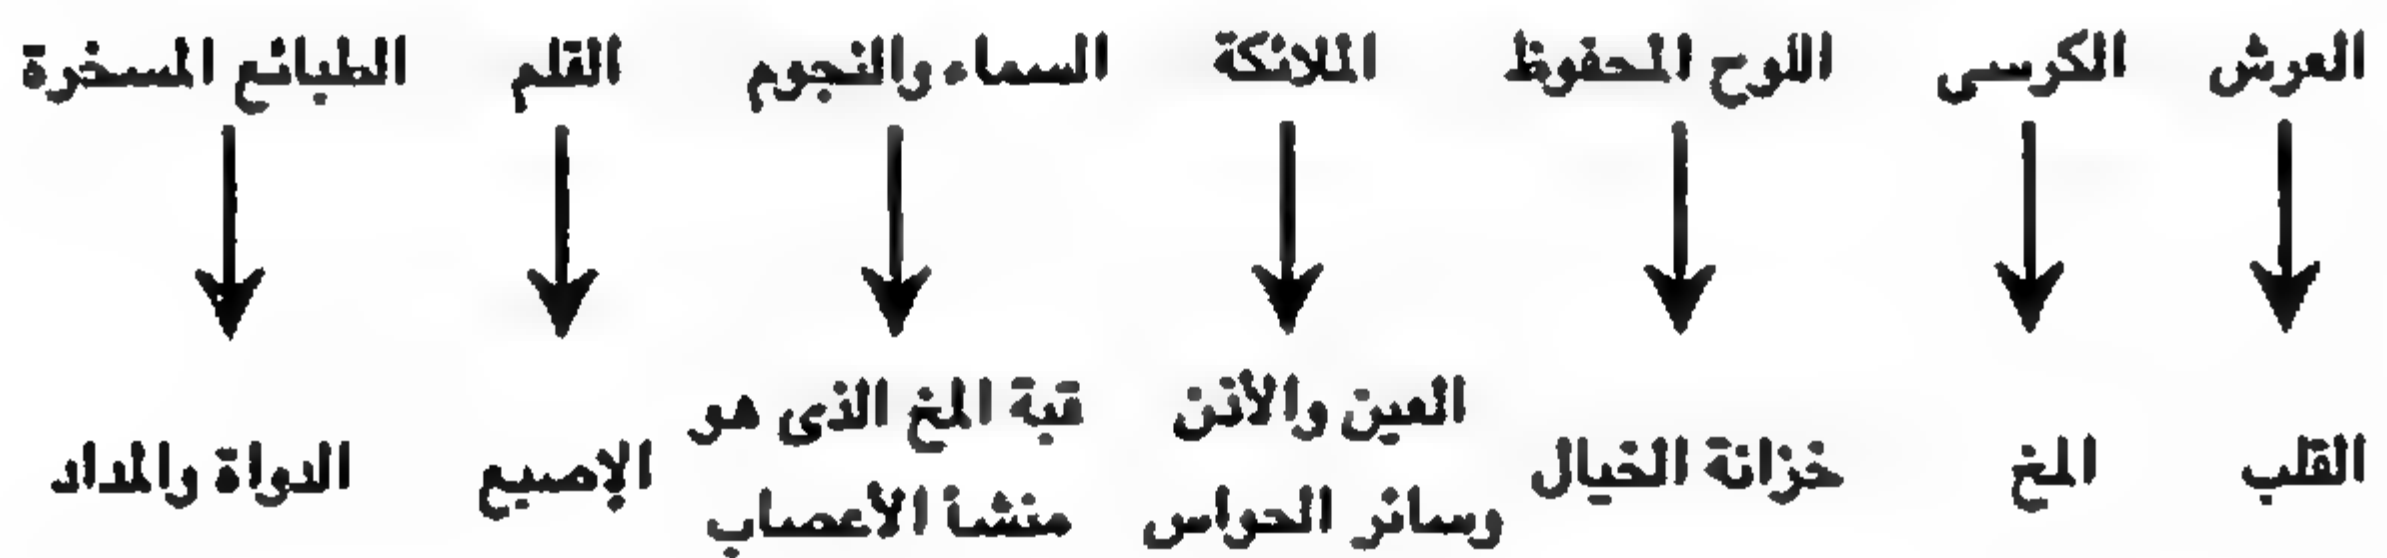 العرش
الكرسى
اللوح المحفوظ
الملائكة
السماء والنجوم
القلم
الطبائع المسخرة
القلب
المخ
خزانة الخيال
العين والأذن
وسائر الحواس
قبة المخ الذى هو
منشأ الأعصاب
الإصبع
الدواة والمداد